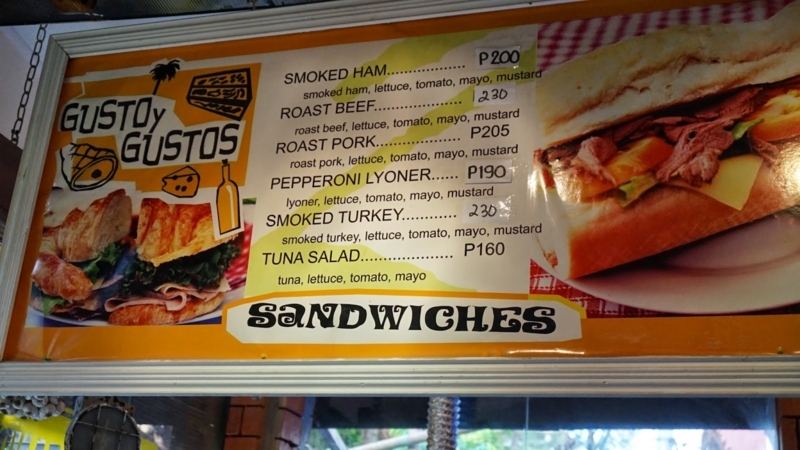 GUSTOy
GUSTOS
SMOKED HAM.................. P200
smoked ham, lettuce, tomato, mayo, mustard
ROAST BEEF.................... 230
roast beef, lettuce, tomato, mayo, mustard
ROAST PORK.................... P205
roast pork, lettuce, tomato, mayo, mustard
PEPPERONI LYONER...... P190
lyoner, lettuce, tomato, mayo, mustard
SMOKED TURKEY............ 230
smoked turkey, lettuce, tomato, mayo, mustard
TUNA SALAD..................... P160
tuna, lettuce, tomato, mayo
SANDWICHES